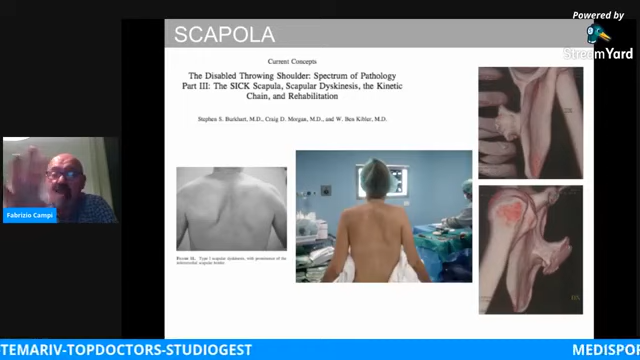 Powered by
StreamYard
SCAPOLA
Current Concepts
The Disabled Throwing Shoulder: Spectrum of Pathology
Part III: The SICK Scapula, Scapular Dyskinesis, the Kinetic
Chain, and Rehabilitation
Stephen S. Burkhart, M.D., Craig D. Morgan, M.D., and W. Ben Kibler, M.D.
Fabrizio Campi
TEMARIV-TOPDOCTORS-STUDIOGEST
MEDISPO